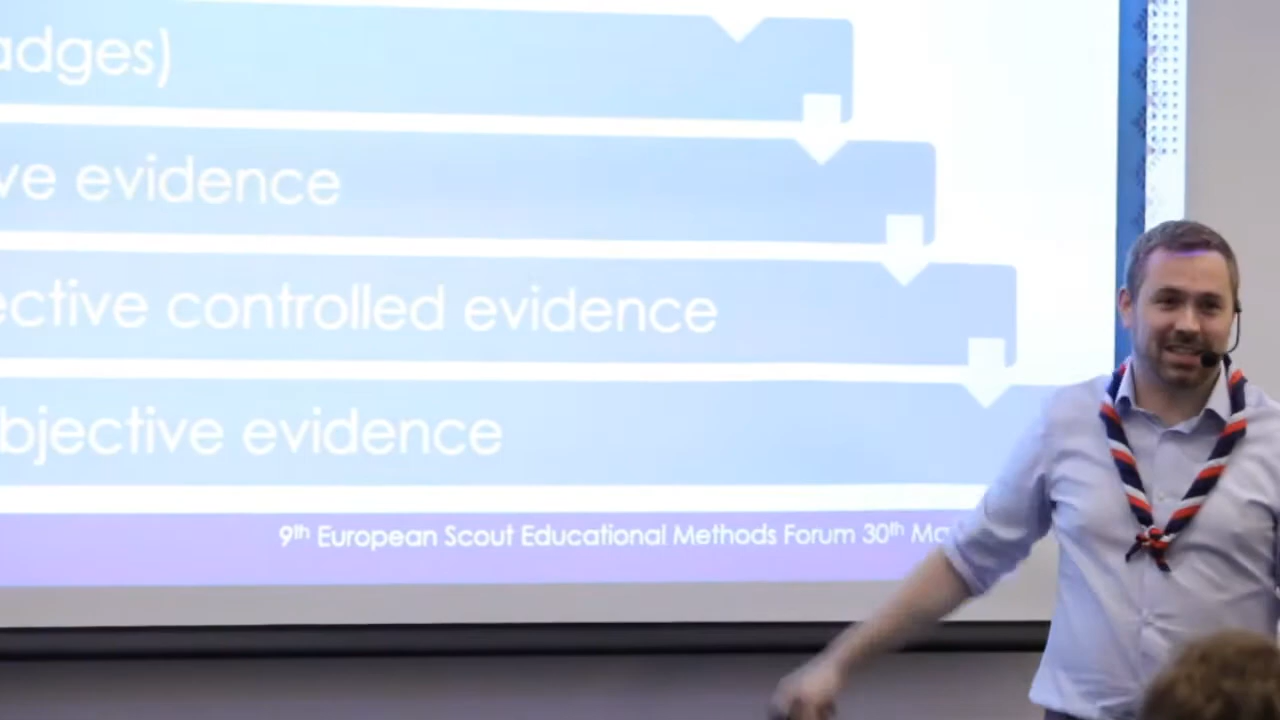 adges)
ve evidence
ective controlled evidence
bjective evidence
9th European Scout Educational Methods Forum 30th Ma